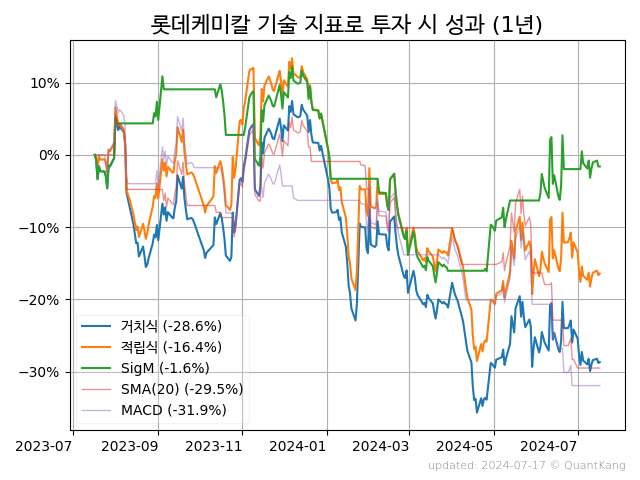 롯데케미칼 기술 지표로 투자 시 성과 (1년)
10%
0%
−10%
−20%
−30%
거치식 (-28.6%)
적립식 (-16.4%)
SigM (-1.6%)
SMA(20) (-29.5%)
MACD (-31.9%)
2023-07 2023-09 2023-11 2024-01 2024-03 2024-05 2024-07
updated: 2024-07-17 © QuantKang